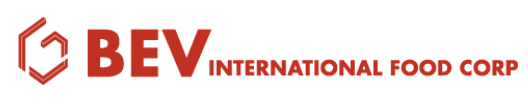 BEV INTERNATIONAL FOOD CORP